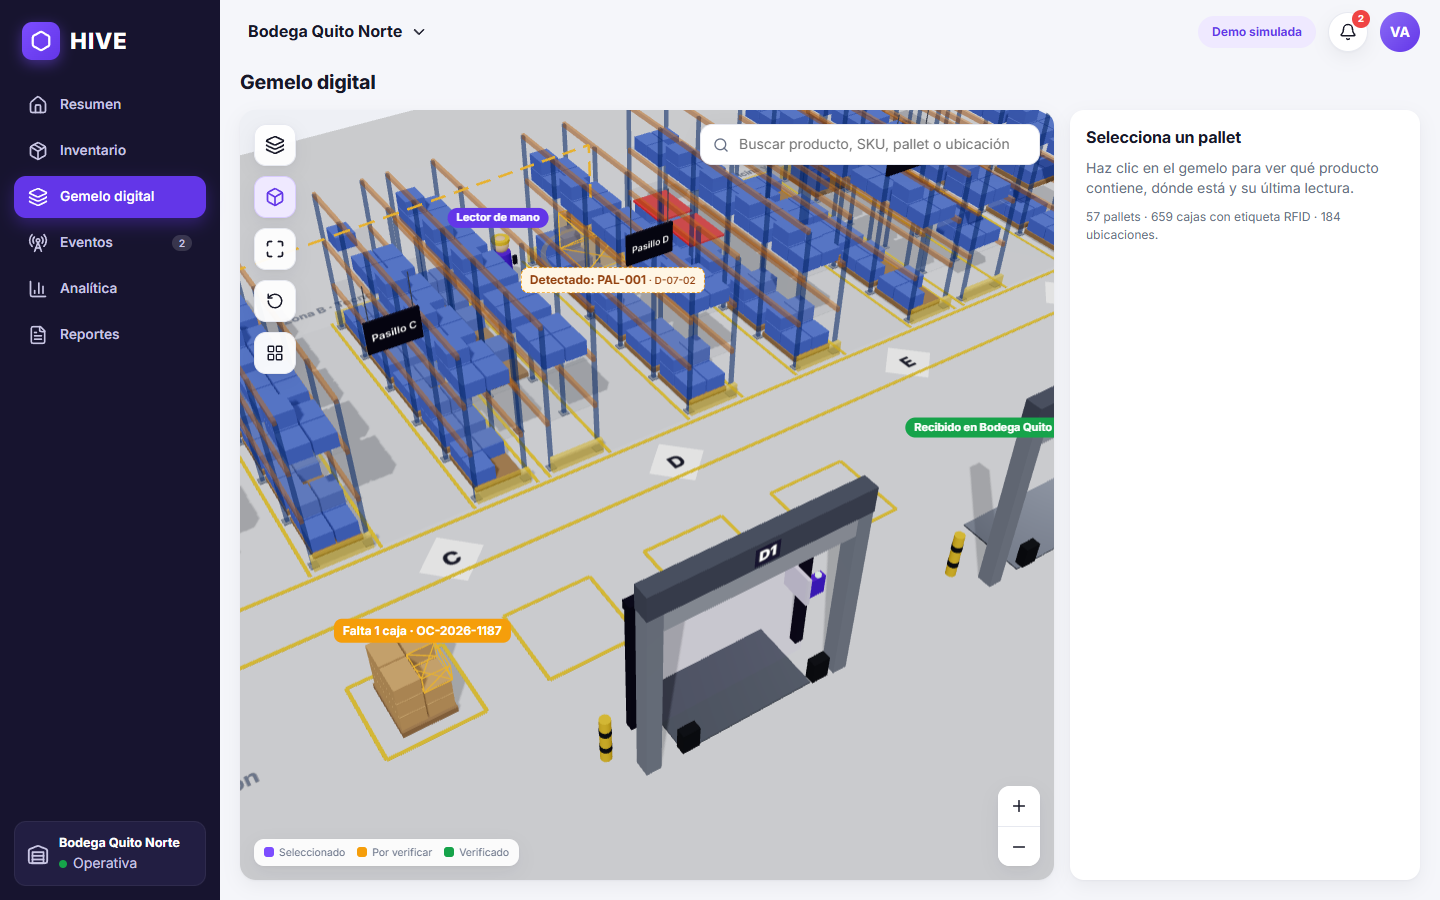 HIVE
Resumen
Inventario
Gemelo digital
Eventos
2
Analítica
Reportes
Bodega Quito Norte
Operativa
Bodega Quito Norte
Demo simulada
2
VA
Gemelo digital
Buscar producto, SKU, pallet o ubicación
Lector de mano
Pasillo D
Detectado: PAL-001 · D-07-02
Pasillo C
E
Recibido en Bodega Quito
D
D1
C
Falta 1 caja · OC-2026-1187
Seleccionado
Por verificar
Verificado
+
−
Selecciona un pallet
Haz clic en el gemelo para ver qué producto
contiene, dónde está y su última lectura.
57 pallets · 659 cajas con etiqueta RFID · 184
ubicaciones.